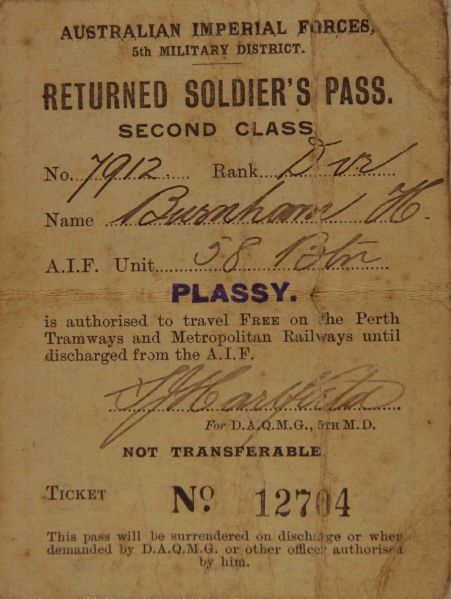 AUSTRALIAN IMPERIAL FORCES,
5th MILITARY DISTRICT.
RETURNED SOLDIER'S PASS.
SECOND CLASS.
No. 7912 Rank Dvr
Name Burnham H.
A.I.F. Unit 58 Btn
PLASSY.
is authorised to travel FREE on the Perth
Tramways and Metropolitan Railways until
discharged from the A.I.F.
For D.A.Q.M.G., 5TH M.D.
NOT TRANSFERABLE
TICKET No. 12704
This pass will be surrendered on discharge or when
demanded by D.A.Q.M.G. or other officer authorised
by him.